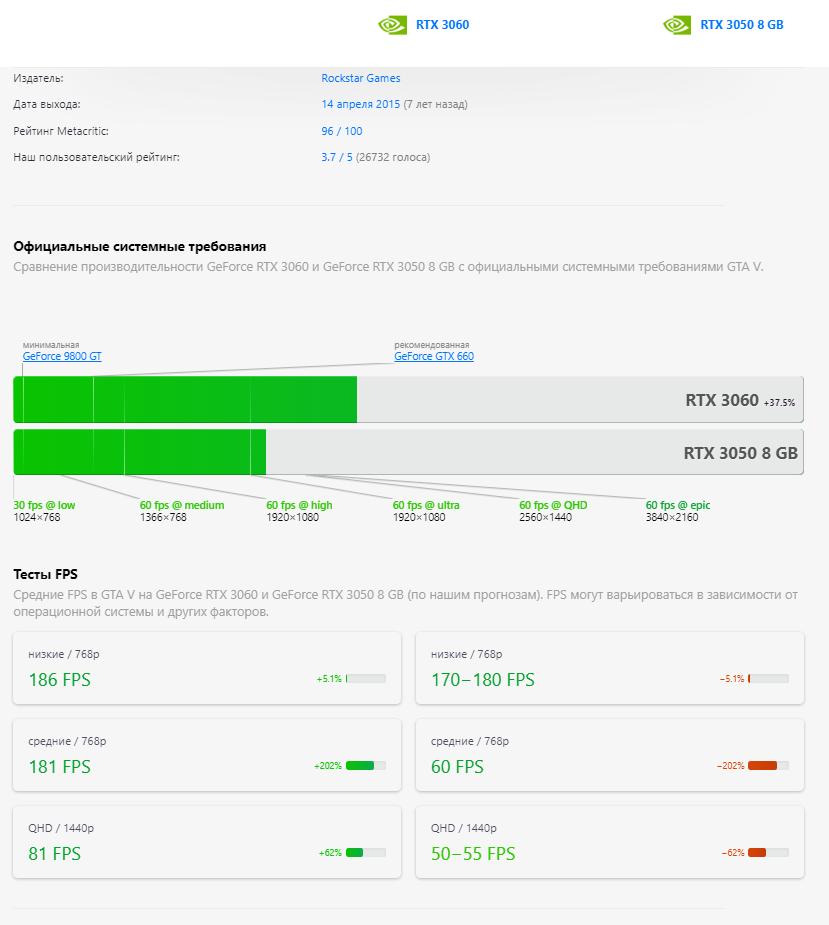 RTX 3060
RTX 3050 8 GB
Издатель:
Rockstar Games
Дата выхода:
14 апреля 2015 (7 лет назад)
Рейтинг Metacritic:
96 / 100
Наш пользовательский рейтинг:
3.7 / 5 (26732 голоса)
Официальные системные требования
Сравнение производительности GeForce RTX 3060 и GeForce RTX 3050 8 GB с официальными системными требованиями GTA V.
минимальная
GeForce 9800 GT
рекомендованная
GeForce GTX 660
RTX 3060 +37.5%
RTX 3050 8 GB
30 fps @ low
1024×768
60 fps @ medium
1366×768
60 fps @ high
1920×1080
60 fps @ ultra
1920×1080
60 fps @ QHD
2560×1440
60 fps @ epic
3840×2160
Тесты FPS
Средние FPS в GTA V на GeForce RTX 3060 и GeForce RTX 3050 8 GB (по нашим прогнозам). FPS могут варьироваться в зависимости от
операционной системы и других факторов.
низкие / 768p
186 FPS
+5.1%
низкие / 768p
170−180 FPS
−5.1%
средние / 768p
181 FPS
+202%
средние / 768p
60 FPS
−202%
QHD / 1440p
81 FPS
+62%
QHD / 1440p
50−55 FPS
−62%